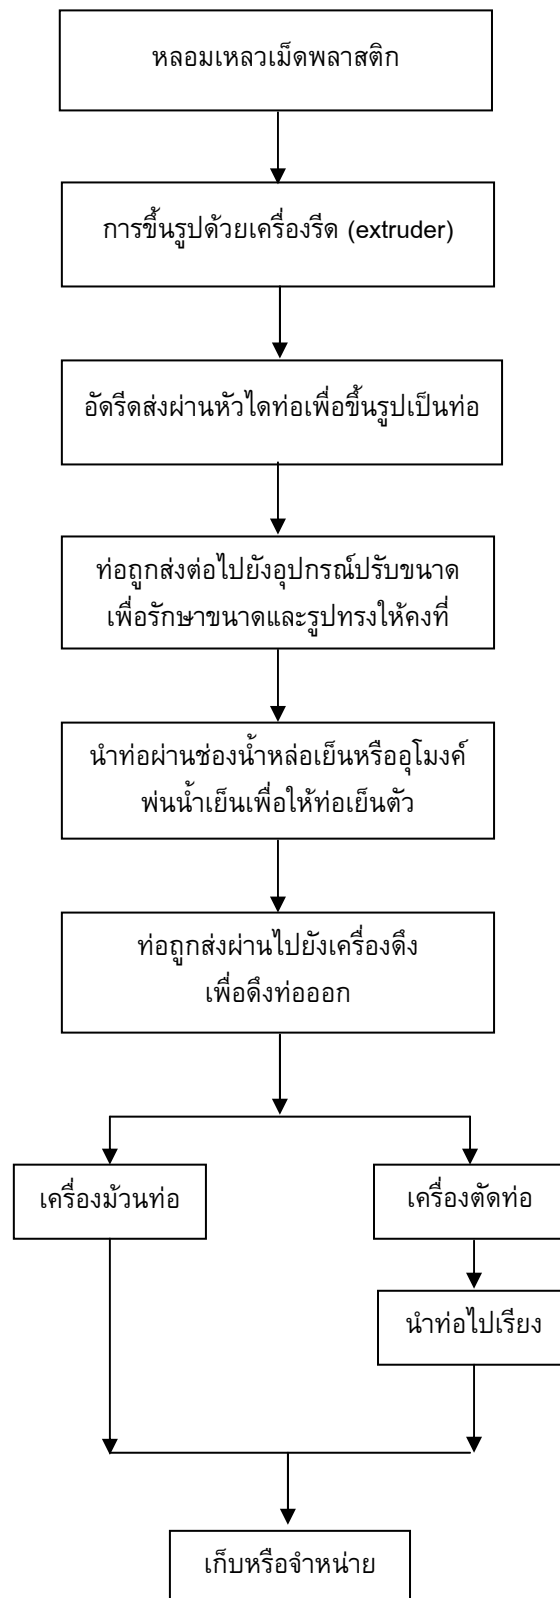 หลอมเหลวเม็ดพลาสติก
การขึ้นรูปด้วยเครื่องรีด (extruder)
อัดรีดส่งผ่านหัวไดท่อเพื่อขึ้นรูปเป็นท่อ
ท่อถูกส่งต่อไปยังอุปกรณ์ปรับขนาด
เพื่อรักษาขนาดและรูปทรงให้คงที่
นำท่อผ่านช่องน้ำหล่อเย็นหรืออุโมงค์
พ่นน้ำเย็นเพื่อให้ท่อเย็นตัว
ท่อถูกส่งผ่านไปยังเครื่องดึง
เพื่อดึงท่อออก
เครื่องม้วนท่อ
เครื่องตัดท่อ
นำท่อไปเรียง
เก็บหรือจำหน่าย